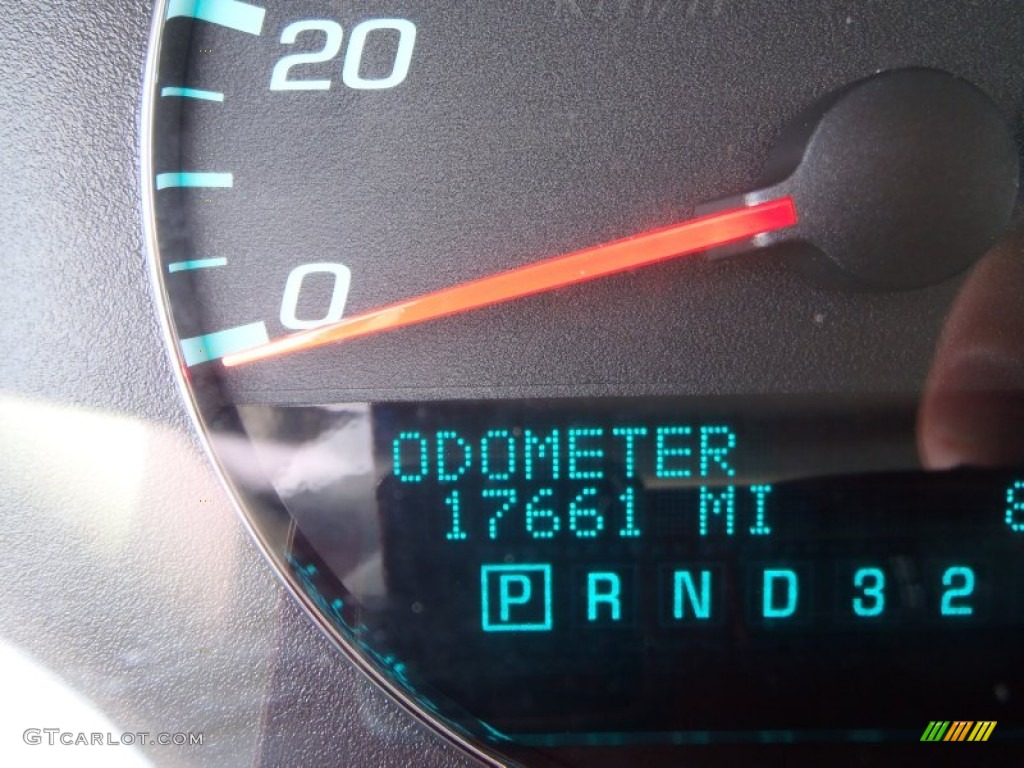 20
0
ODOMETER
17661 MI
P R N D 3 2
GTCARLOT.COM